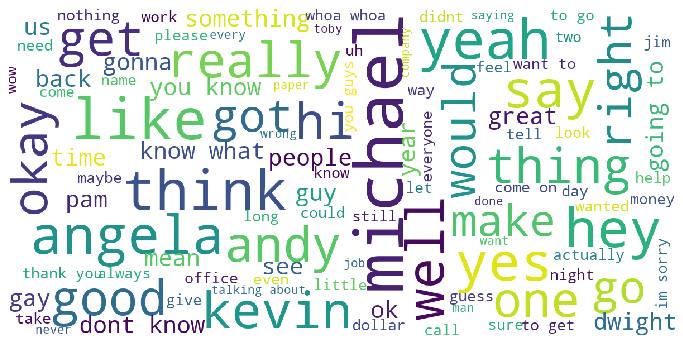 nothing work something whoa whoa didnt to go
us get please toby uh yeah two jim
need gonna really company feel want to right
wow come back name you know paper you guys way say going to
okay like got hi michael year would great tell look
time know what wrong people know everyone thing help
maybe pam think guy let come on day wanted money
long could still well make done hey
angela andy want actually
mean see job yes night im sorry
thank you always office even little guess one go
gay good give talking about kevin ok man dwight
take never dont know dollar call sure to get
saying every